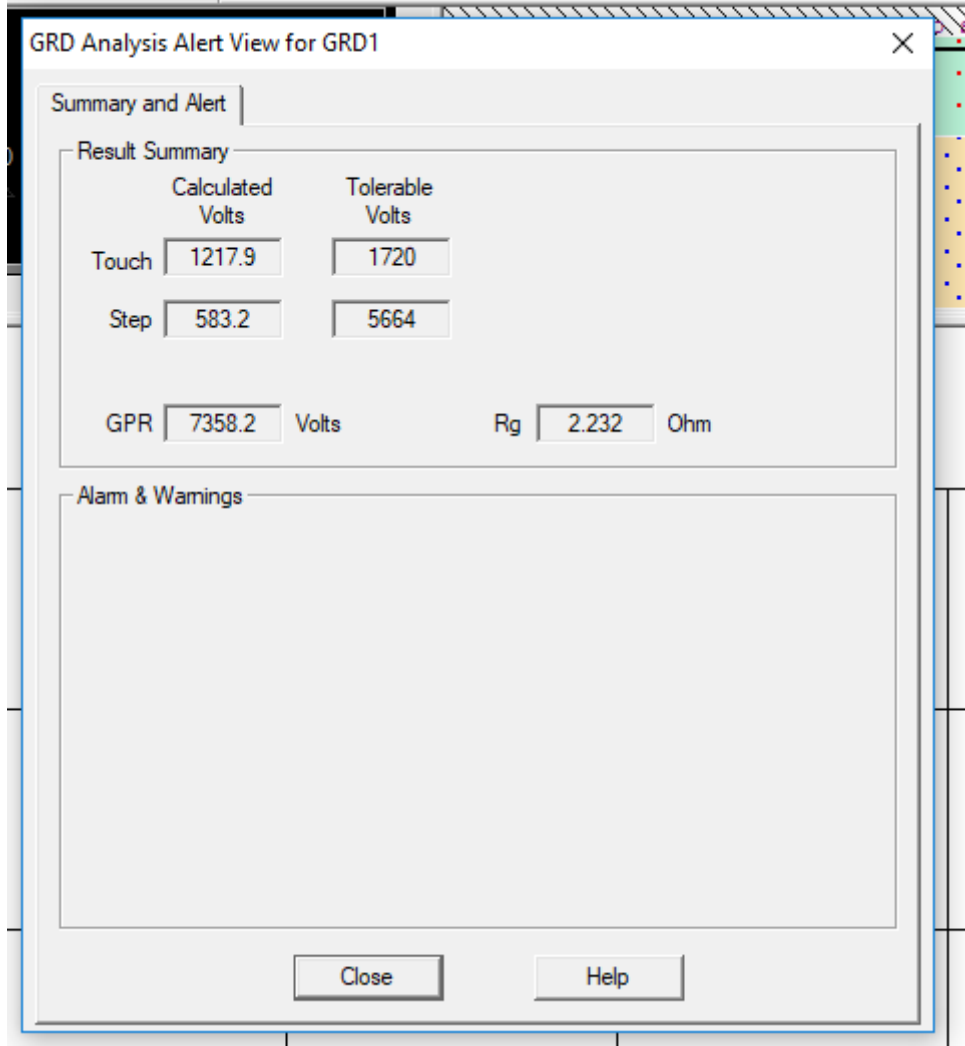 GRD Analysis Alert View for GRD1
Summary and Alert
Result Summary
Calculated Volts
Tolerable Volts
Touch 1217.9 1720
Step 583.2 5664
GPR 7358.2 Volts Rg 2.232 Ohm
Alarm & Warnings
Close Help